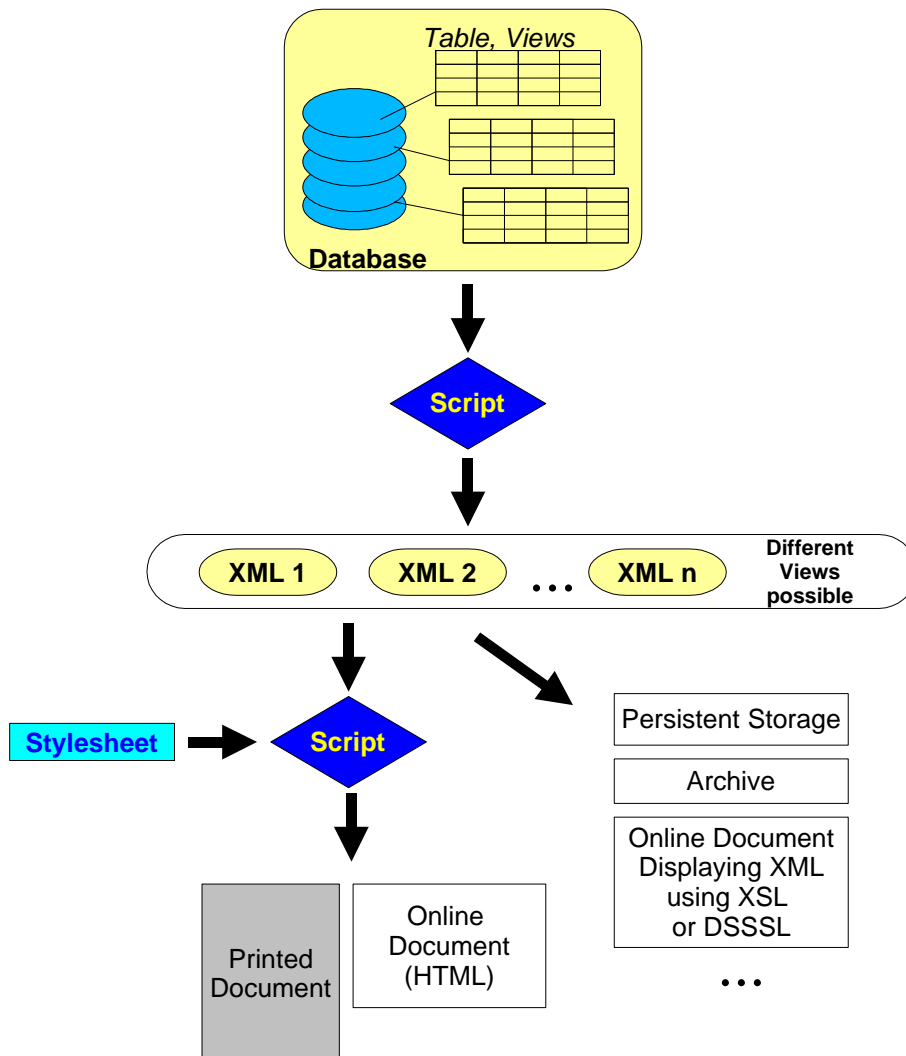 Table, Views
Database
Script
XML 1
XML 2
...
XML n
Different
Views
possible
Stylesheet
Script
Persistent Storage
Archive
Online Document
Displaying XML
using XSL
or DSSSL
...
Printed
Document
Online
Document
(HTML)